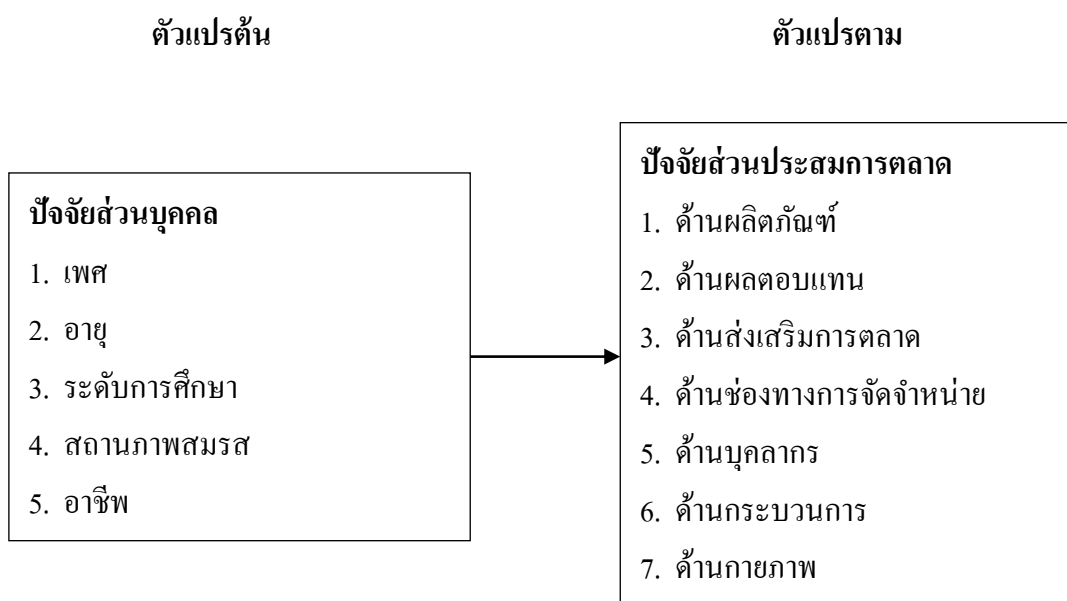 ตัวแปรต้น
ตัวแปรตาม
ปัจจัยส่วนบุคคล
1. เพศ
2. อายุ
3. ระดับการศึกษา
4. สถานภาพสมรส
5. อาชีพ
ปัจจัยส่วนประสมการตลาด
1. ด้านผลิตภัณฑ์
2. ด้านผลตอบแทน
3. ด้านส่งเสริมการตลาด
4. ด้านช่องทางการจัดจำหน่าย
5. ด้านบุคลากร
6. ด้านกระบวนการ
7. ด้านกายภาพ